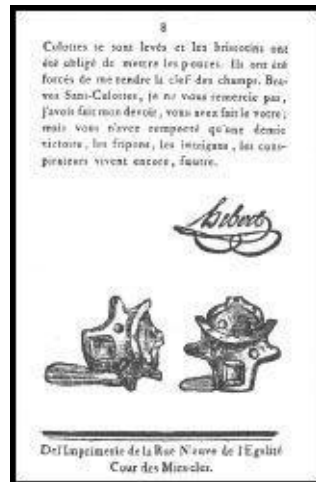 8
Culottes se sont levés et les brissotins ont
été obligé de mettre les pouces. Ils ont été
forcés de me rendre la clef des champs. Bra-
ves Sans-Culottes, je ne vous remercie pas,
j'avois fait mon devoir, vous avez fait le votre;
mais vous n'avez remporté qu'une demie
victoire, les fripons, les intrigans, les cons-
pirateurs vivent encore, foutre.
Hébert
De l'Imprimerie de la Rue Neuve de l'Egalité
Cour des Miracles.